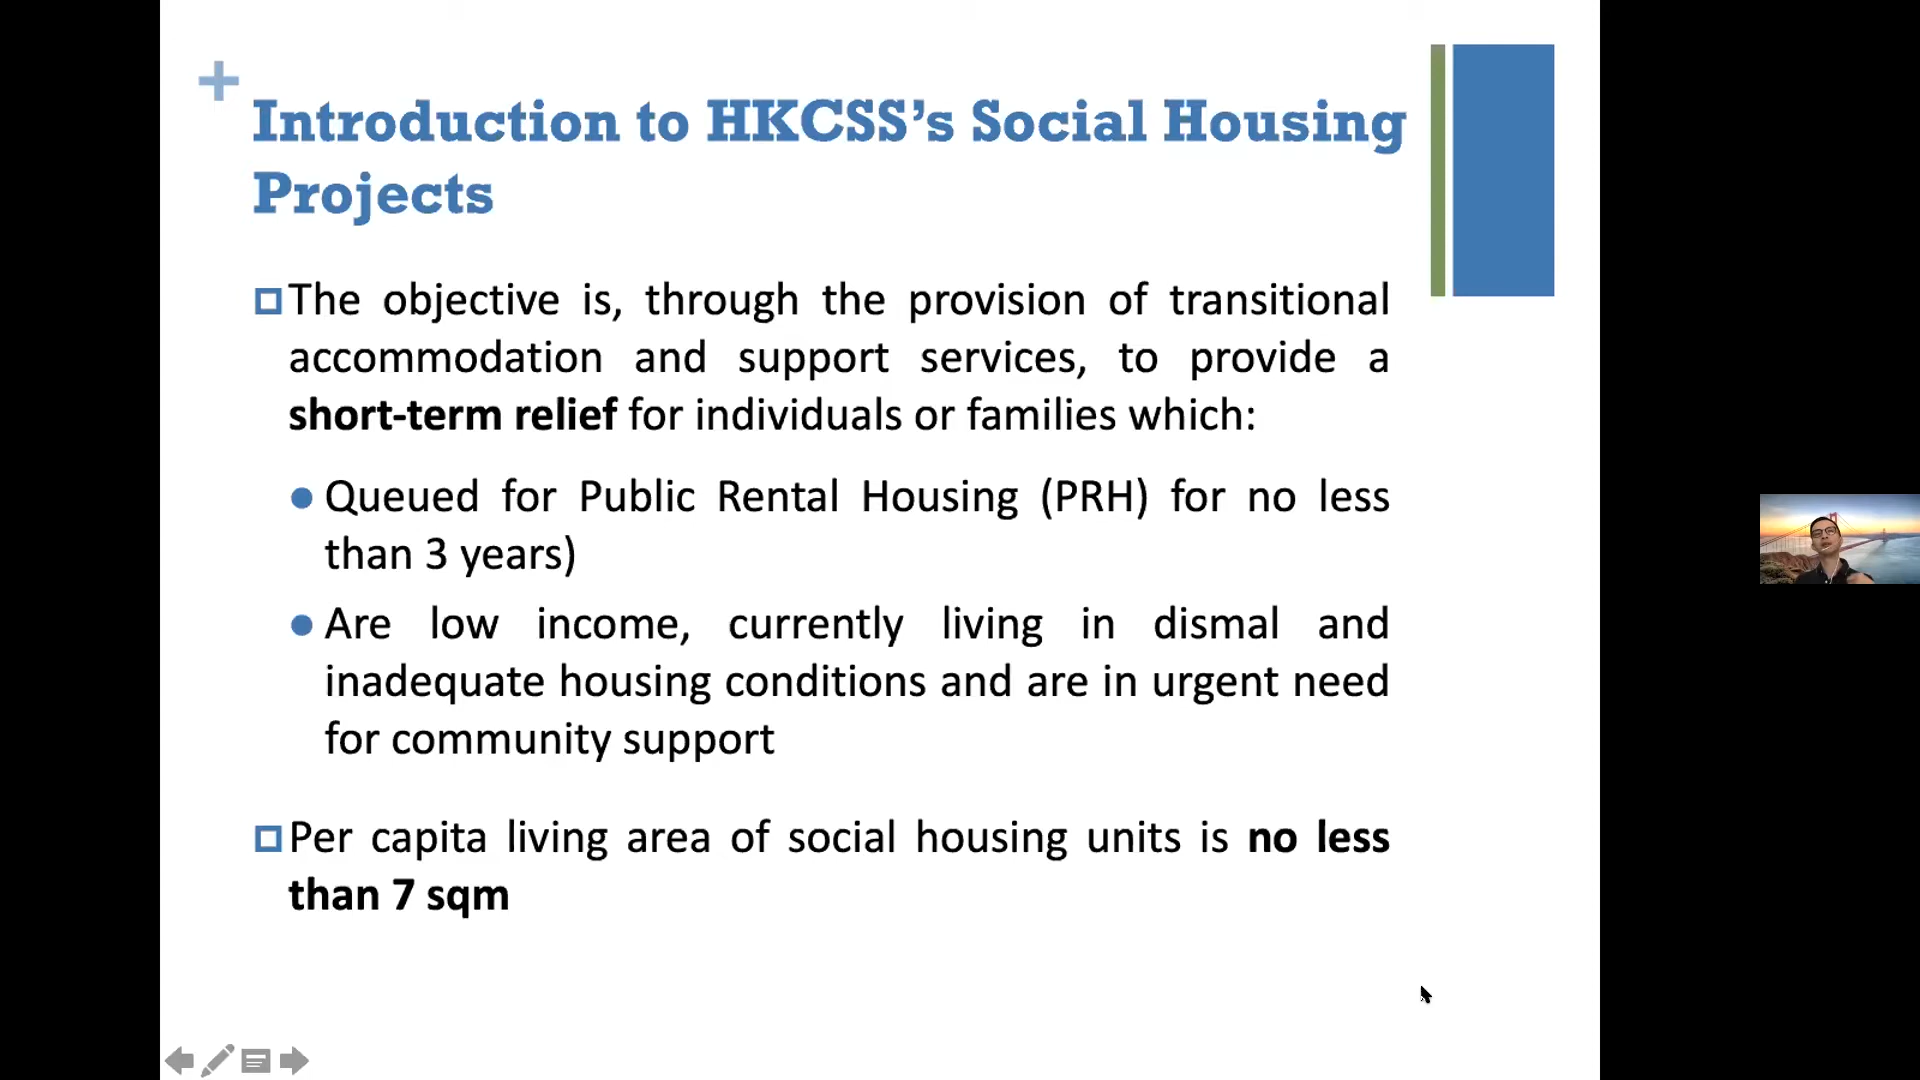 Introduction to HKCSS’s Social Housing
Projects
The objective is, through the provision of transitional
accommodation and support services, to provide a
short-term relief for individuals or families which:
Queued for Public Rental Housing (PRH) for no less
than 3 years)
Are low income, currently living in dismal and
inadequate housing conditions and are in urgent need
for community support
Per capita living area of social housing units is no less
than 7 sqm